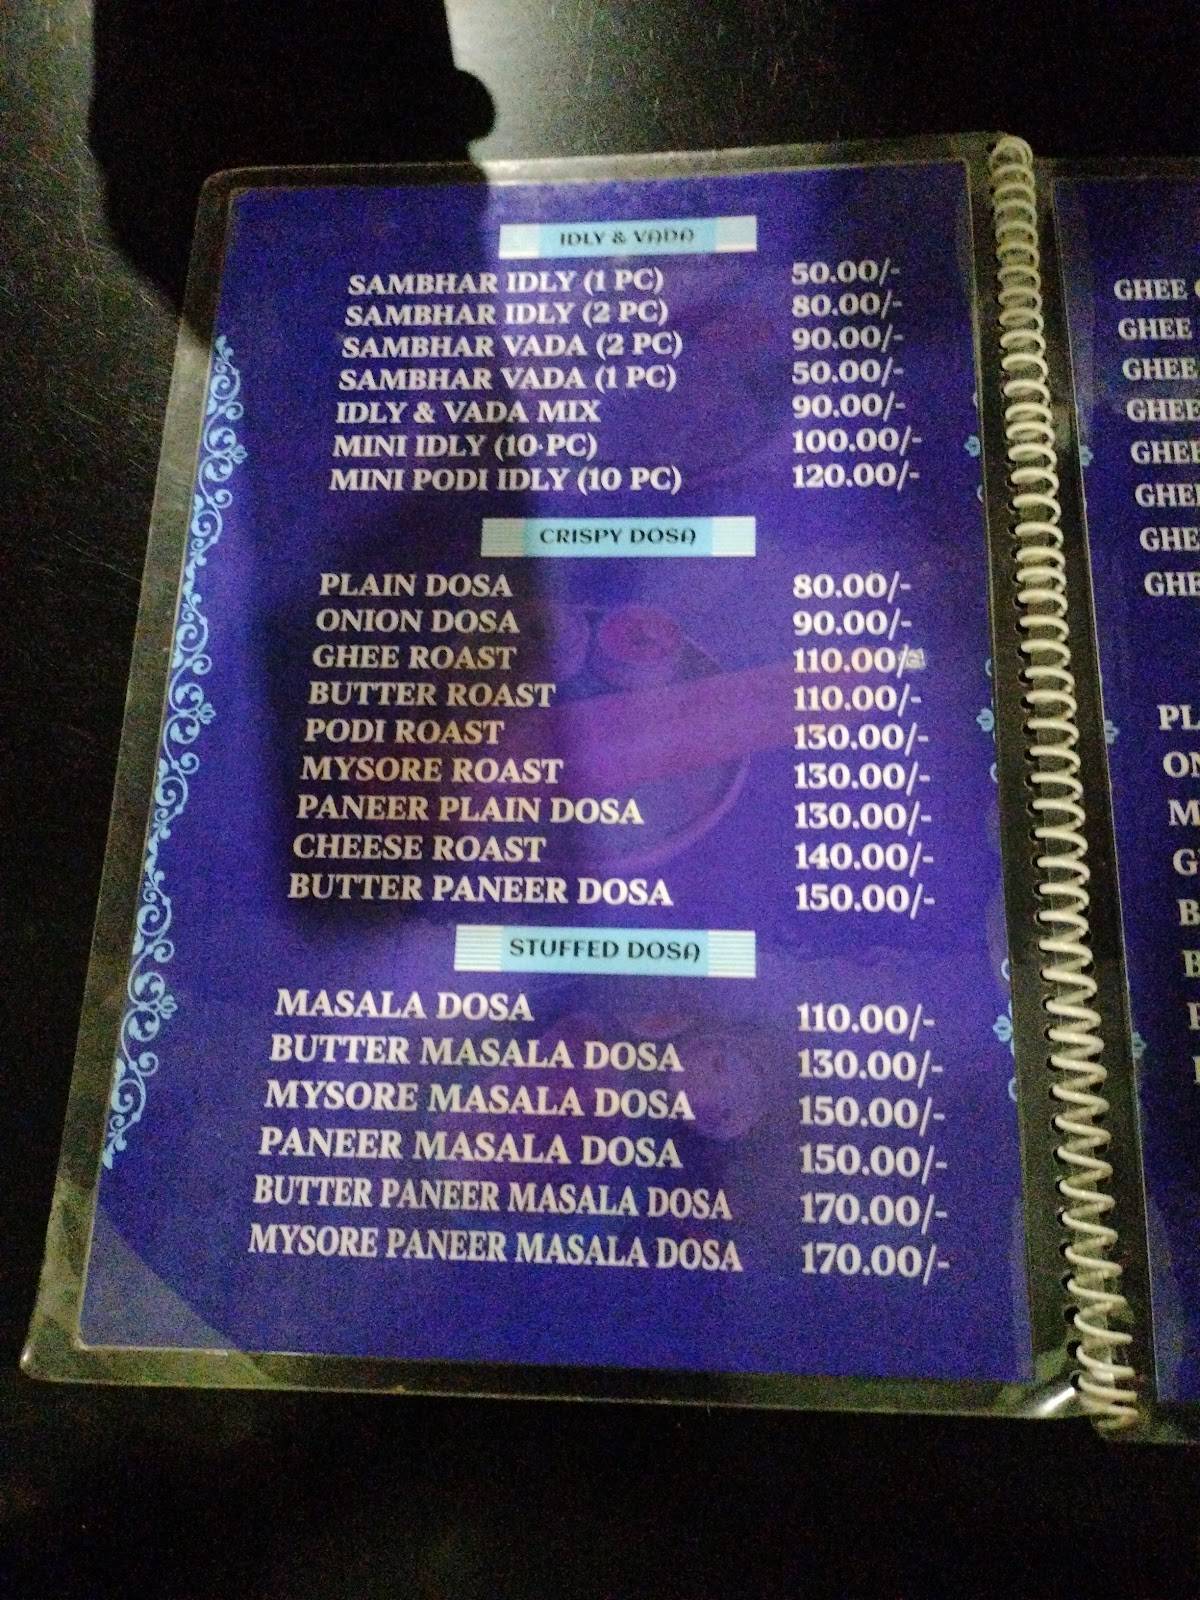 IDLY & VADA
SAMBHAR IDLY (1 PC) 50.00/-
SAMBHAR IDLY (2 PC) 80.00/-
SAMBHAR VADA (2 PC) 90.00/-
SAMBHAR VADA (1 PC) 50.00/-
IDLY & VADA MIX 90.00/-
MINI IDLY (10 PC) 100.00/-
MINI PODI IDLY (10 PC) 120.00/-
CRISPY DOSA
PLAIN DOSA 80.00/-
ONION DOSA 90.00/-
GHEE ROAST 110.00/-
BUTTER ROAST 110.00/-
PODI ROAST 130.00/-
MYSORE ROAST 130.00/-
PANEER PLAIN DOSA 130.00/-
CHEESE ROAST 140.00/-
BUTTER PANEER DOSA 150.00/-
STUFFED DOSA
MASALA DOSA 110.00/-
BUTTER MASALA DOSA 130.00/-
MYSORE MASALA DOSA 150.00/-
PANEER MASALA DOSA 150.00/-
BUTTER PANEER MASALA DOSA 170.00/-
MYSORE PANEER MASALA DOSA 170.00/-
GHEE
GHEE
GHEE
GHEE